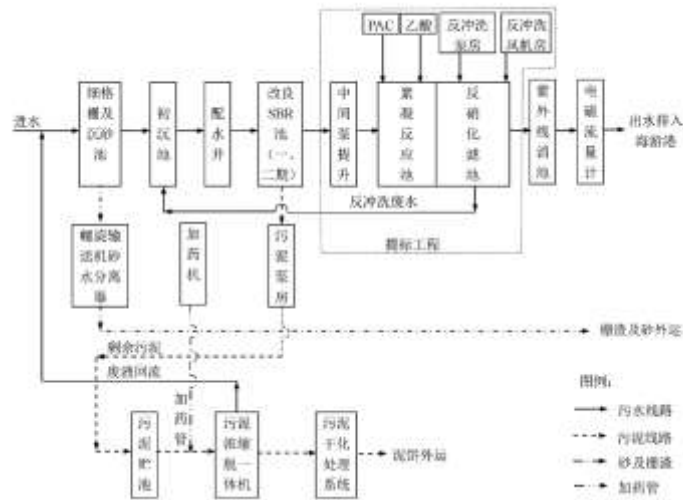 PAC
乙酸
反冲洗
泵房
反冲洗
风机房
进水
细格
栅及
沉砂
池
初
沉
池
配
水
井
改良
SBR
池
(一、
二期)
中
间
泵
提
升
絮
凝
反
应
池
反
硝
化
滤
池
紫
外
线
消
池
电
磁
流
量
计
出水排入
海游港
反冲洗废水
提标工程
螺旋输
送机砂
水分离
器
加
药
机
污
泥
泵
房
栅渣及砂外运
剩余污泥
废酒回流
加
药
管
污
泥
贮
池
污泥
浓缩
脱一
体机
污泥
干化
处理
系统
泥饼外运
图例:
污水线路
污泥线路
砂及栅渣
加药管